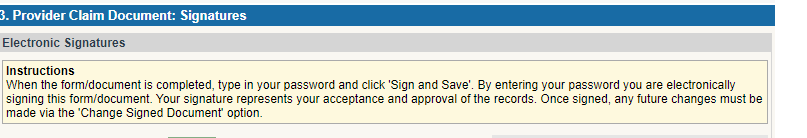 3. Provider Claim Document: Signatures
Electronic Signatures
Instructions
When the form/document is completed, type in your password and click 'Sign and Save'. By entering your password you are electronically
signing this form/document. Your signature represents your acceptance and approval of the records. Once signed, any future changes must be
made via the 'Change Signed Document' option.